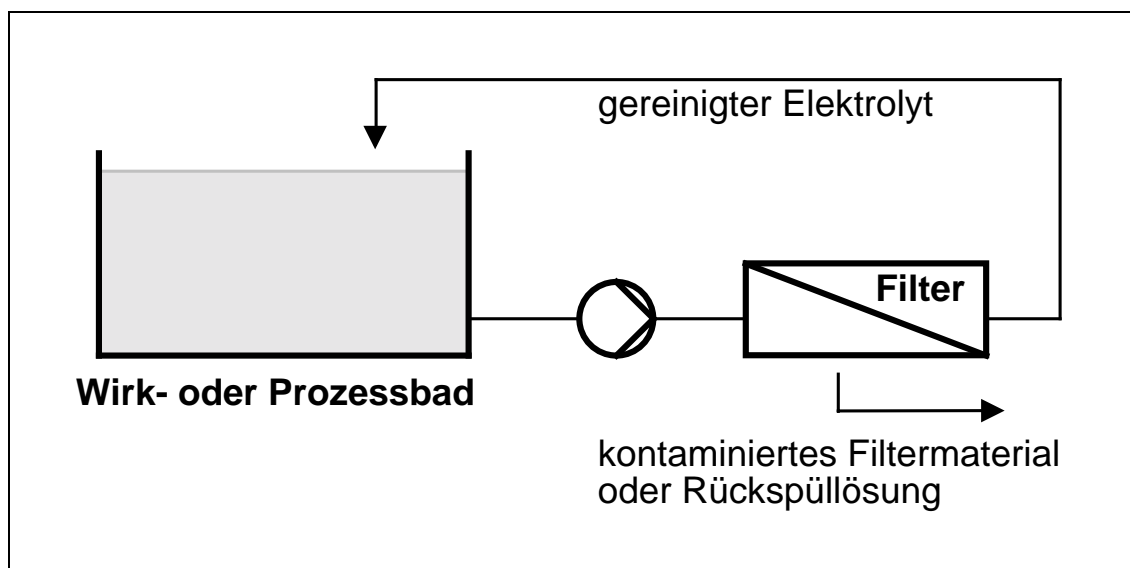 gereinigter Elektrolyt
Filter
Wirk- oder Prozessbad
kontaminiertes Filtermaterial
oder Rückspüllösung